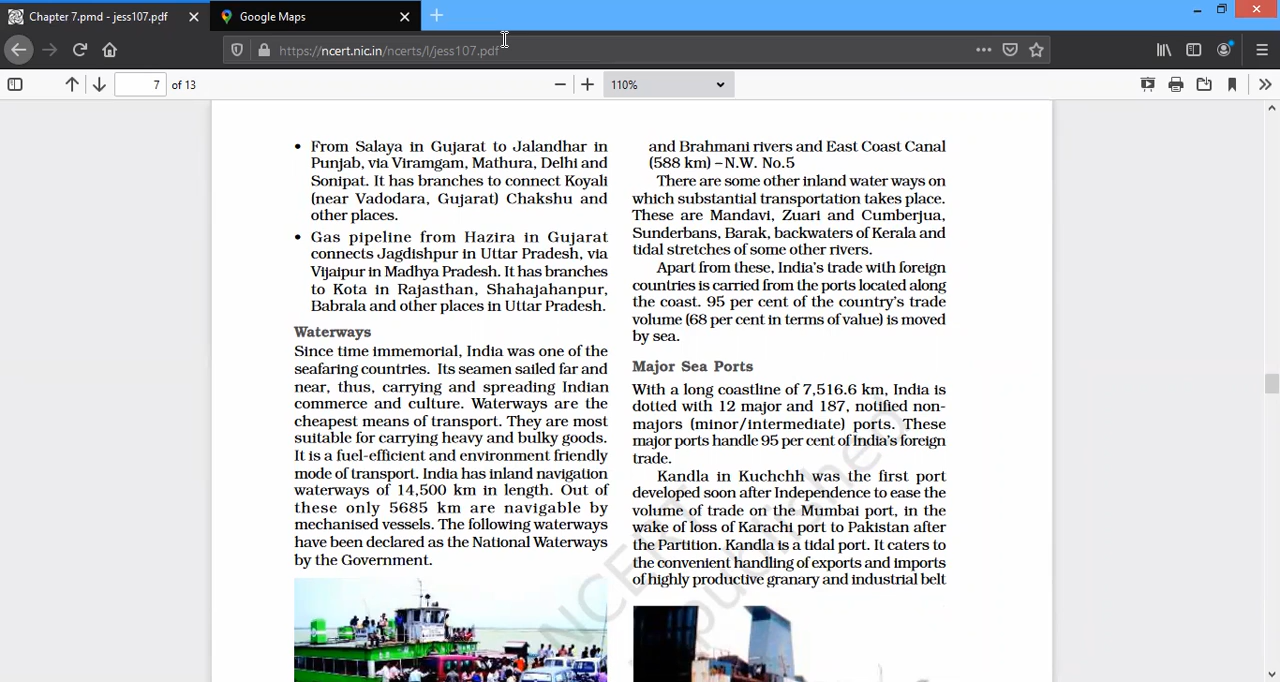 Chapter 7.pmd - jess107.pdf
Google Maps
https://ncert.nic.in/ncerts/l/jess107.pdf
7 of 13
110%
• From Salaya in Gujarat to Jalandhar in
Punjab, via Viramgam, Mathura, Delhi and
Sonipat. It has branches to connect Koyali
(near Vadodara, Gujarat) Chakshu and
other places.
• Gas pipeline from Hazira in Gujarat
connects Jagdishpur in Uttar Pradesh, via
Vijaipur in Madhya Pradesh. It has branches
to Kota in Rajasthan, Shahajahanpur,
Babrala and other places in Uttar Pradesh.
Waterways
Since time immemorial, India was one of the
seafaring countries. Its seamen sailed far and
near, thus, carrying and spreading Indian
commerce and culture. Waterways are the
cheapest means of transport. They are most
suitable for carrying heavy and bulky goods.
It is a fuel-efficient and environment friendly
mode of transport. India has inland navigation
waterways of 14,500 km in length. Out of
these only 5685 km are navigable by
mechanised vessels. The following waterways
have been declared as the National Waterways
by the Government.
and Brahmani rivers and East Coast Canal
(588 km) – N.W. No.5
There are some other inland water ways on
which substantial transportation takes place.
These are Mandavi, Zuari and Cumberjua,
Sunderbans, Barak, backwaters of Kerala and
tidal stretches of some other rivers.
Apart from these, India's trade with foreign
countries is carried from the ports located along
the coast. 95 per cent of the country's trade
volume (68 per cent in terms of value) is moved
by sea.
Major Sea Ports
With a long coastline of 7,516.6 km, India is
dotted with 12 major and 187, notified non-
majors (minor/intermediate) ports. These
major ports handle 95 per cent of India's foreign
trade.
Kandla in Kuchchh was the first port
developed soon after Independence to ease the
volume of trade on the Mumbai port, in the
wake of loss of Karachi port to Pakistan after
the Partition. Kandla is a tidal port. It caters to
the convenient handling of exports and imports
of highly productive granary and industrial belt
NCERT